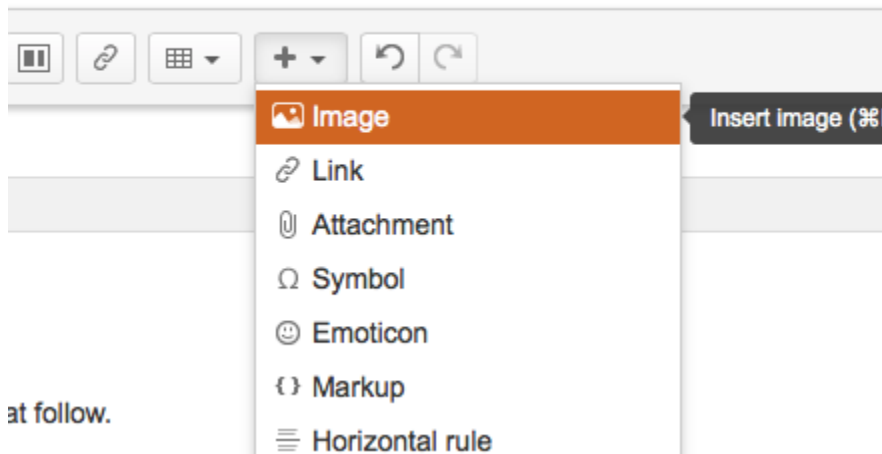 Image
Insert image (⌘
Link
Attachment
Symbol
Emoticon
Markup
at follow.
Horizontal rule